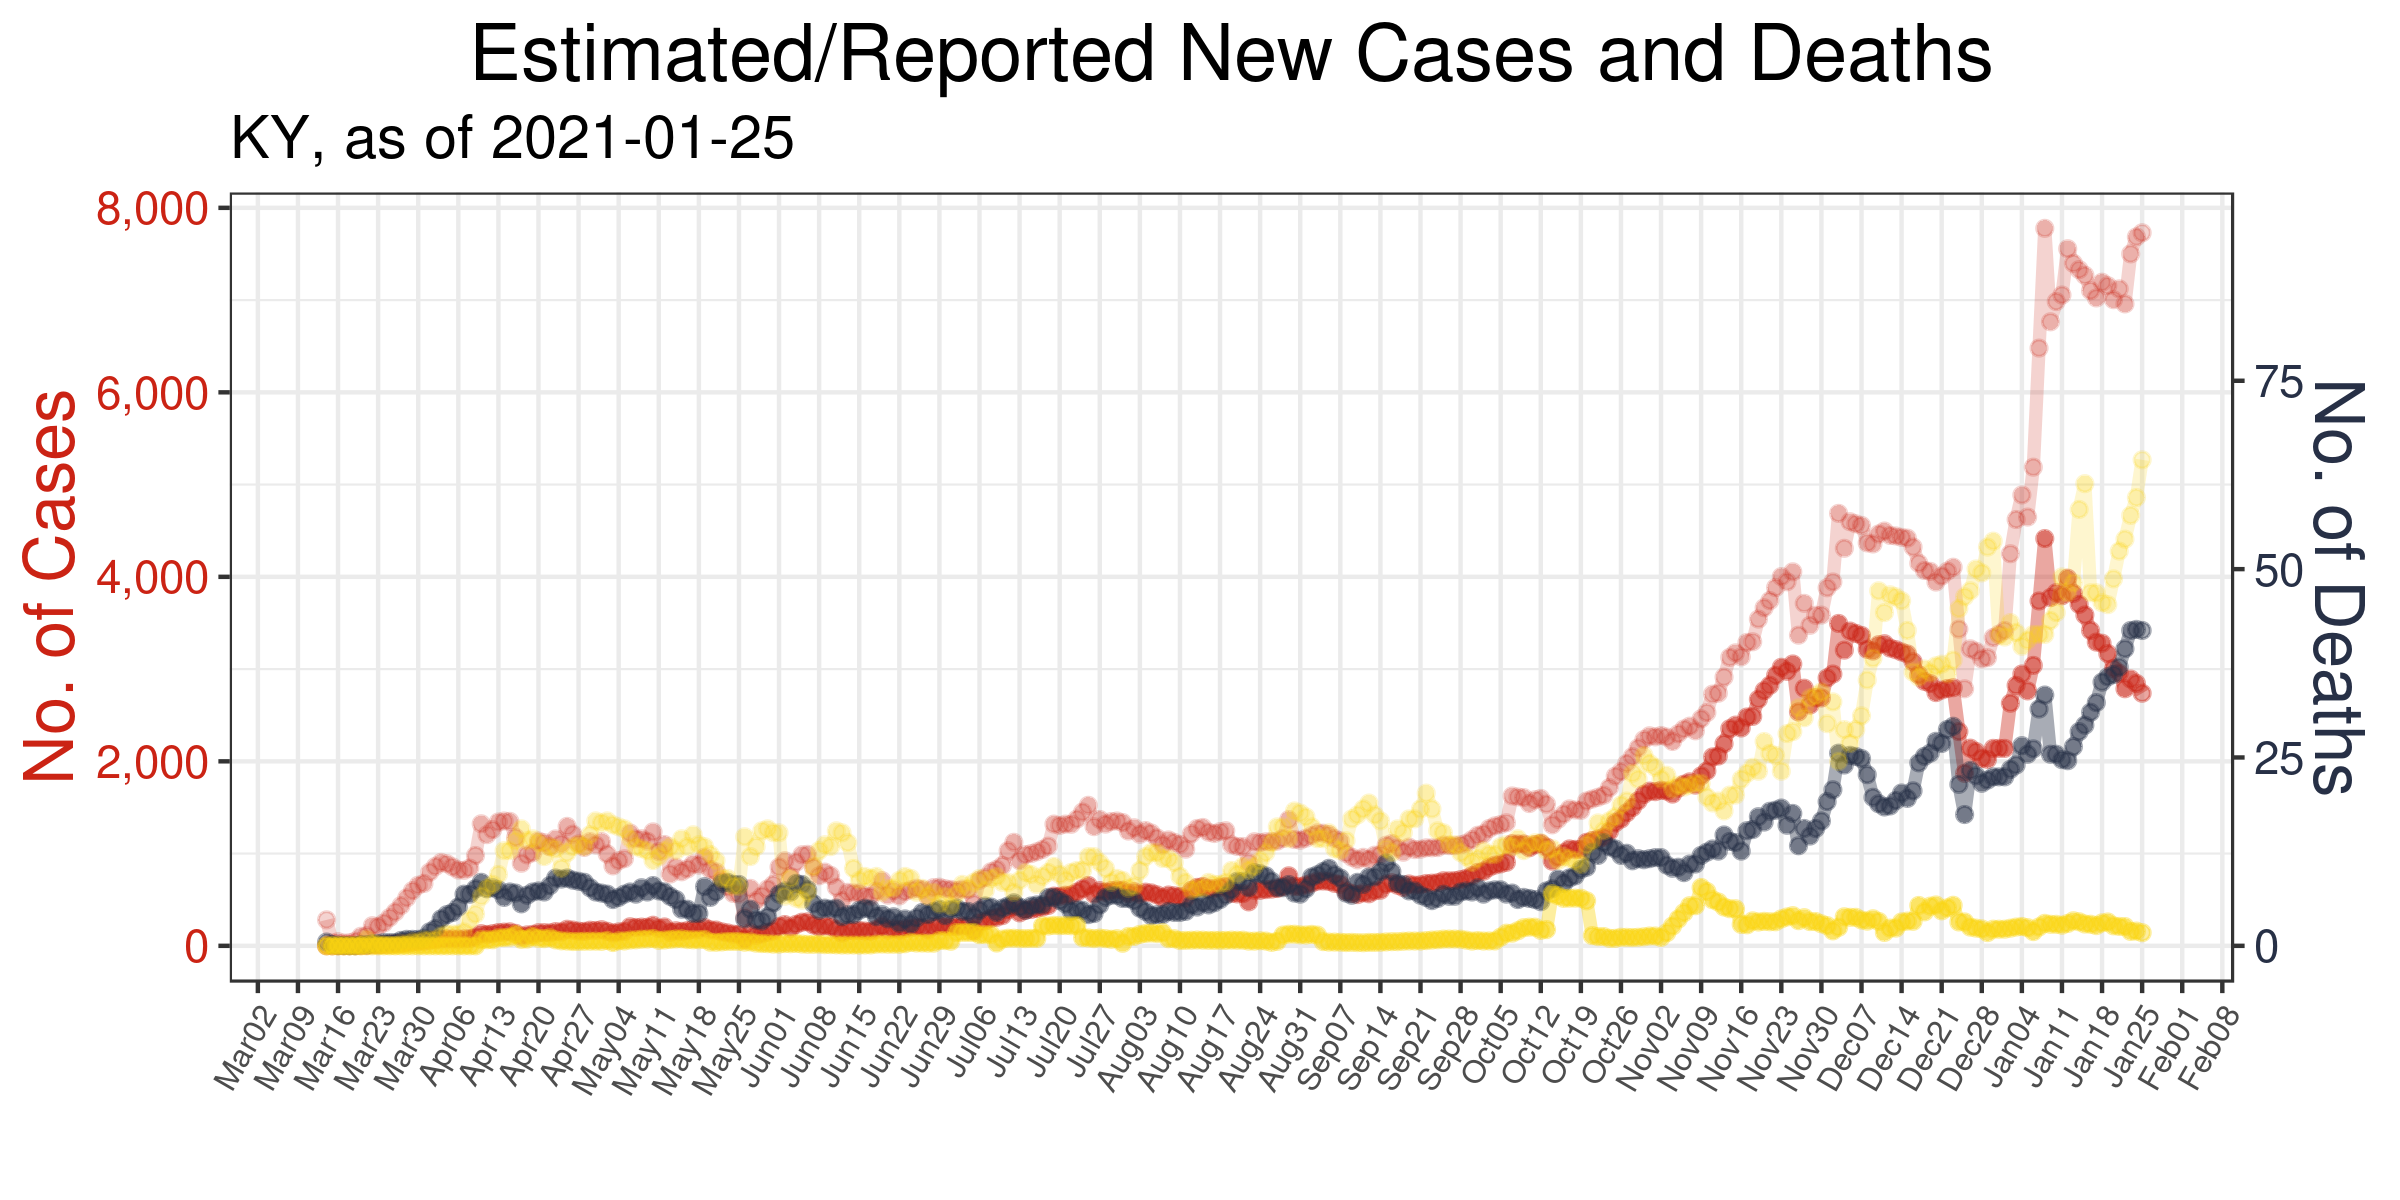 Estimated/Reported New Cases and Deaths
KY, as of 2021-01-25
No. of Cases
8,000
6,000
4,000
2,000
0
75
50
25
0
No. of Deaths
Mar02 Mar09 Mar16 Mar23 Mar30 Apr06 Apr13 Apr20 Apr27 May04 May11 May18 May25 Jun01 Jun08 Jun15 Jun22 Jun29 Jul06 Jul13 Jul20 Jul27 Aug03 Aug10 Aug17 Aug24 Aug31 Sep07 Sep14 Sep21 Sep28 Oct05 Oct12 Oct19 Oct26 Nov02 Nov09 Nov16 Nov23 Nov30 Dec07 Dec14 Dec21 Dec28 Jan04 Jan11 Jan18 Jan25 Feb01 Feb08